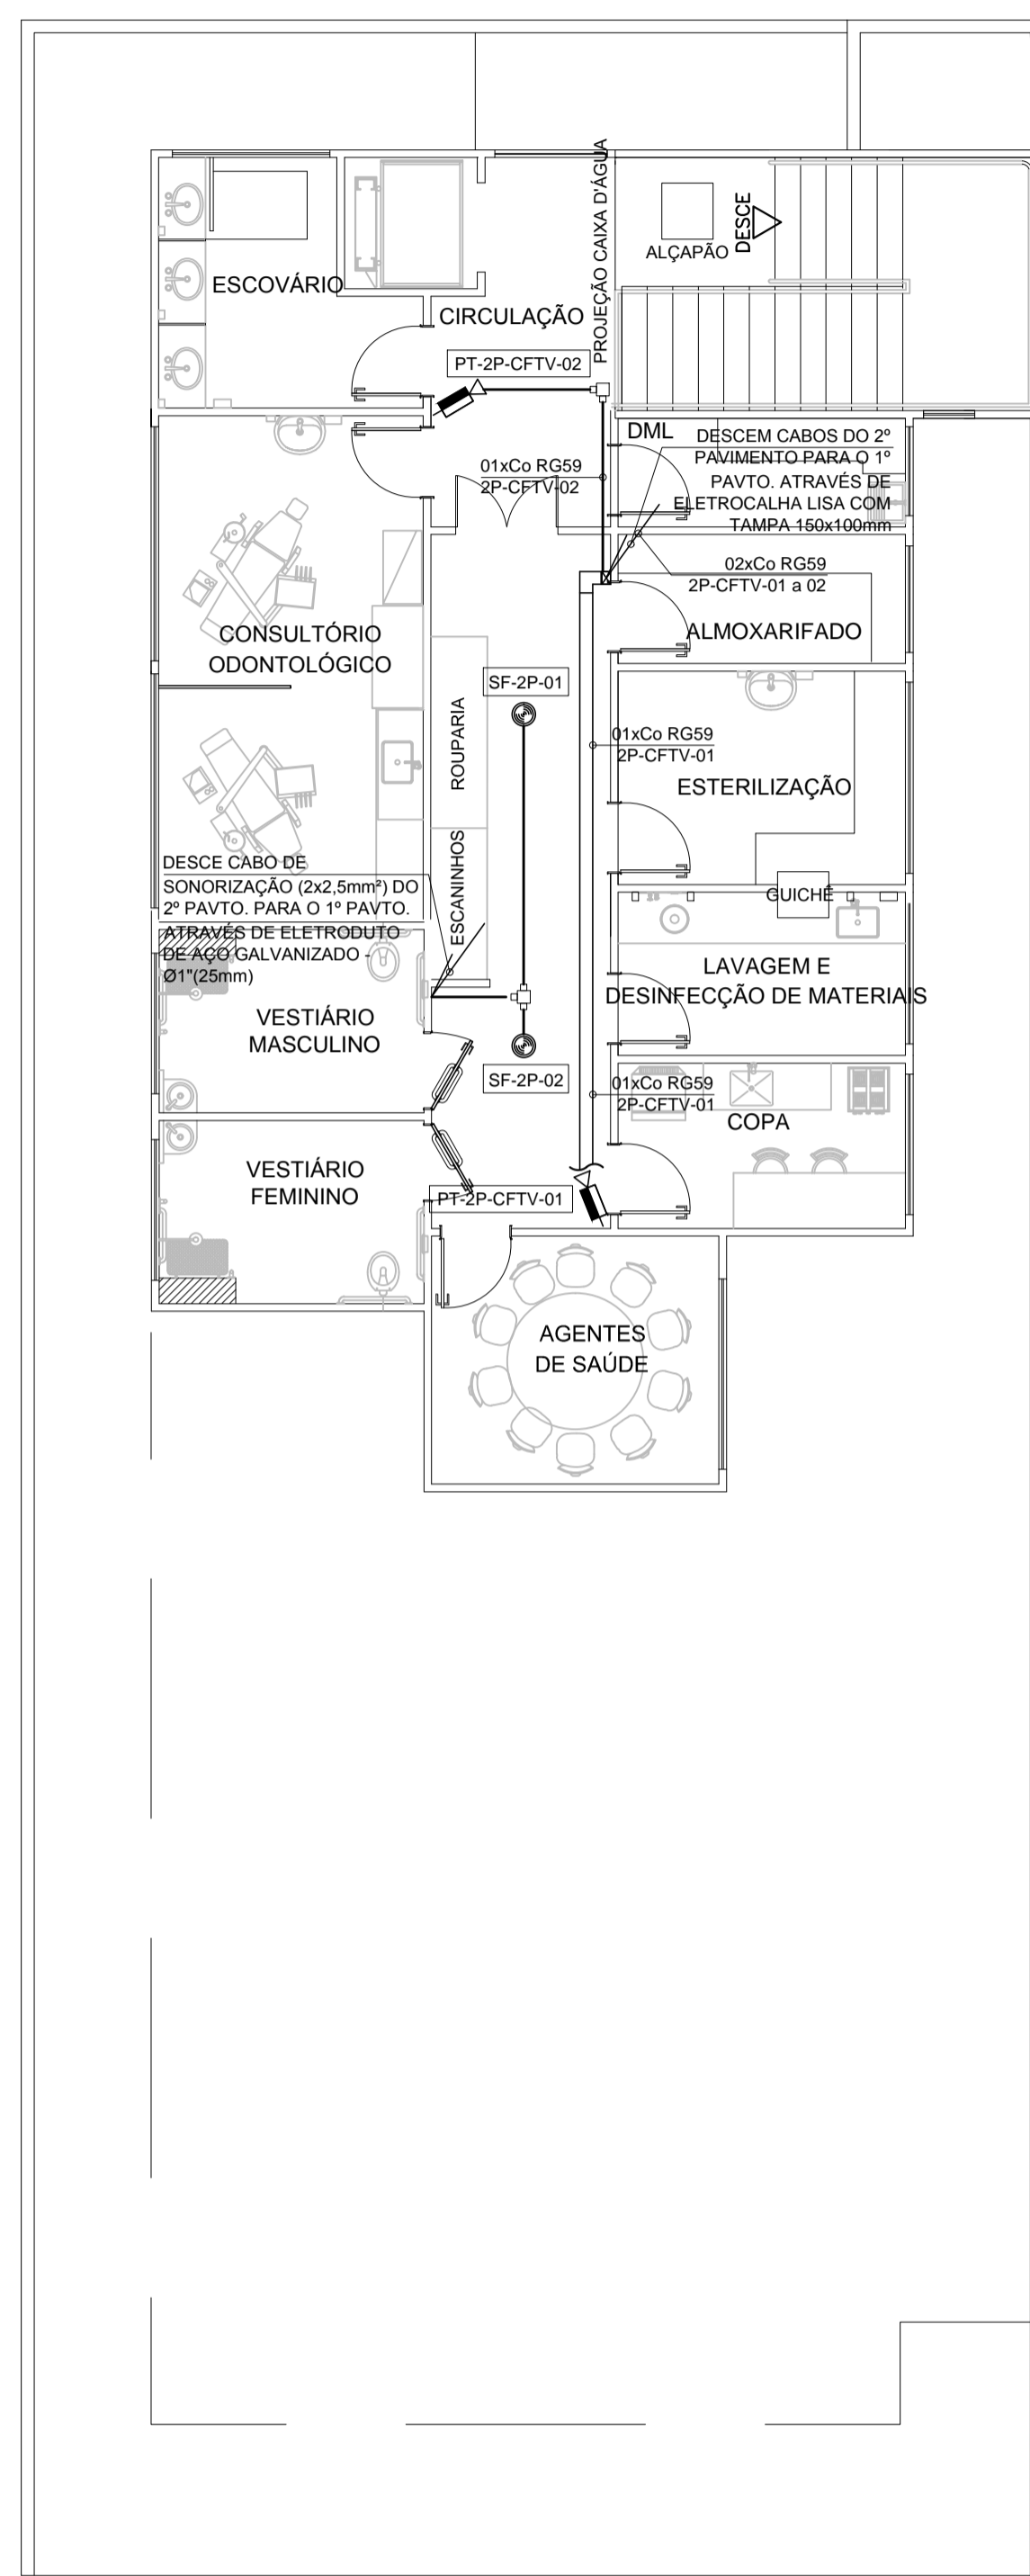 PROJEÇÃO CAIXA D'ÁGUA
ALÇAPÃO
DESCE
ESCOVÁRIO
CIRCULAÇÃO
PT-2P-CFTV-02
DML
DESCEM CABOS DO 2º
PAVIMENTO PARA O 1º
PAVTO. ATRAVÉS DE
ELETROCALHA LISA COM
TAMPA 150x100mm
01xCo RG59
2P-CFTV-02
02xCo RG59
2P-CFTV-01 a 02
ALMOXARIFADO
CONSULTÓRIO
ODONTOLÓGICO
SF-2P-01
ROUPARIA
01xCo RG59
2P-CFTV-01
ESTERILIZAÇÃO
ESCANINHOS
DESCE CABO DE
SONORIZAÇÃO (2x2,5mm²) DO
2º PAVTO. PARA O 1º PAVTO.
ATRAVÉS DE ELETRODUTO
DE AÇO GALVANIZADO -
Ø1"(25mm)
GUICHÊ
LAVAGEM E
DESINFECÇÃO DE MATERIAIS
VESTIÁRIO
MASCULINO
SF-2P-02
01xCo RG59
2P-CFTV-01
COPA
VESTIÁRIO
FEMININO
PT-2P-CFTV-01
AGENTES
DE SAÚDE